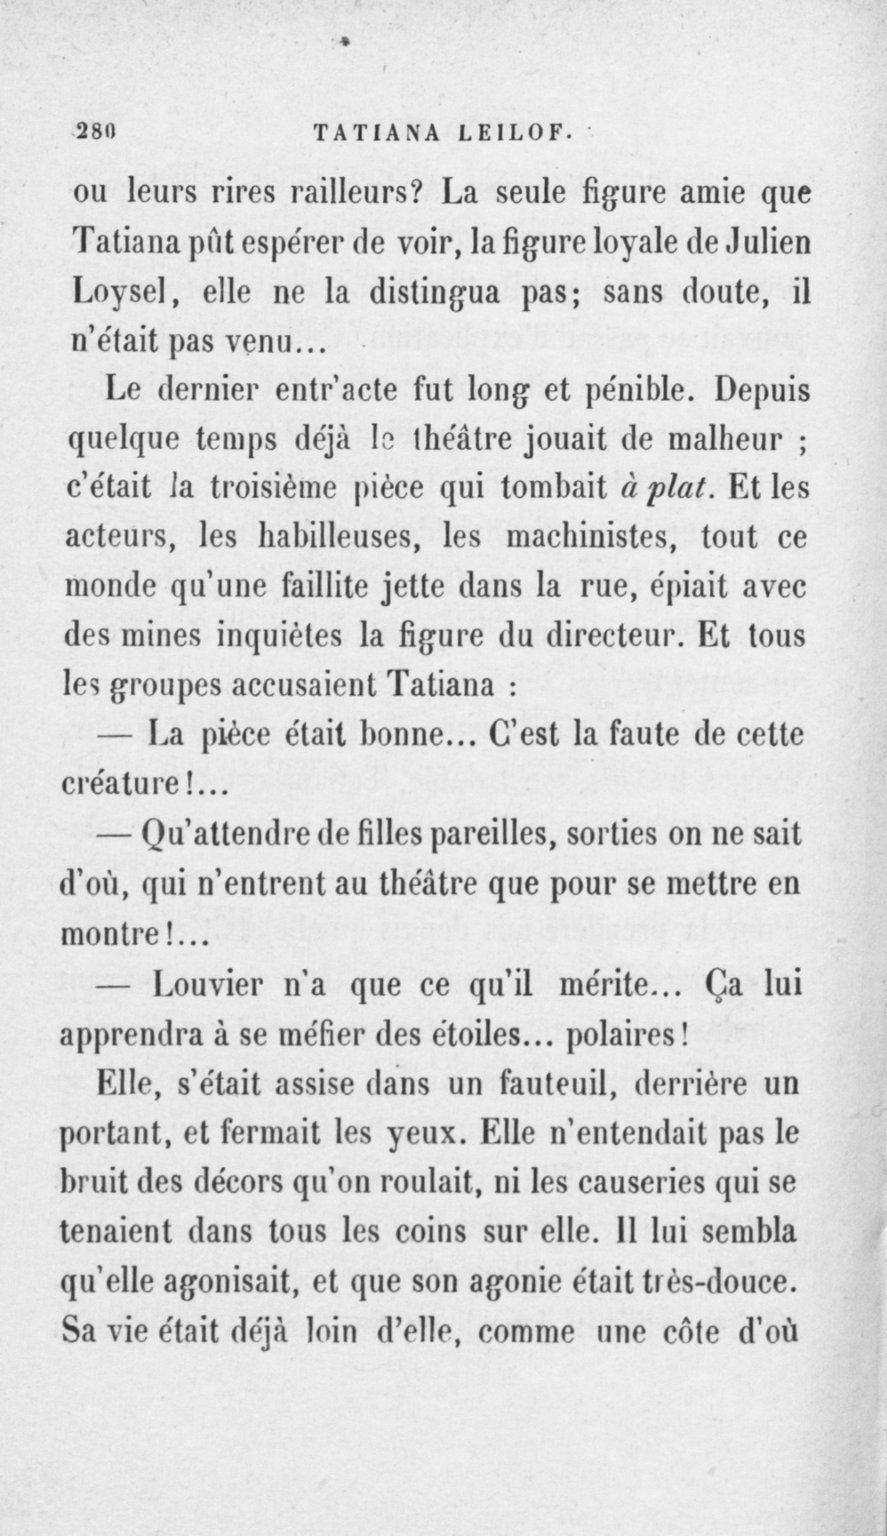 280 TATIANA LEILOF.
ou leurs rires railleurs? La seule figure amie que
Tatiana pût espérer de voir, la figure loyale de Julien
Loysel, elle ne la distingua pas; sans doute, il
n'était pas venu...
Le dernier entr'acte fut long et pénible. Depuis
quelque temps déjà le théâtre jouait de malheur ;
c'était la troisième pièce qui tombait à plat. Et les
acteurs, les habilleuses, les machinistes, tout ce
monde qu'une faillite jette dans la rue, épiait avec
des mines inquiètes la figure du directeur. Et tous
les groupes accusaient Tatiana :
— La pièce était bonne... C'est la faute de cette
créature !...
— Qu'attendre de filles pareilles, sorties on ne sait
d'où, qui n'entrent au théâtre que pour se mettre en
montre !...
— Louvier n'a que ce qu'il mérite... Ça lui
apprendra à se méfier des étoiles... polaires !
Elle, s'était assise dans un fauteuil, derrière un
portant, et fermait les yeux. Elle n'entendait pas le
bruit des décors qu'on roulait, ni les causeries qui se
tenaient dans tous les coins sur elle. Il lui sembla
qu'elle agonisait, et que son agonie était très-douce.
Sa vie était déjà loin d'elle, comme une côte d'où